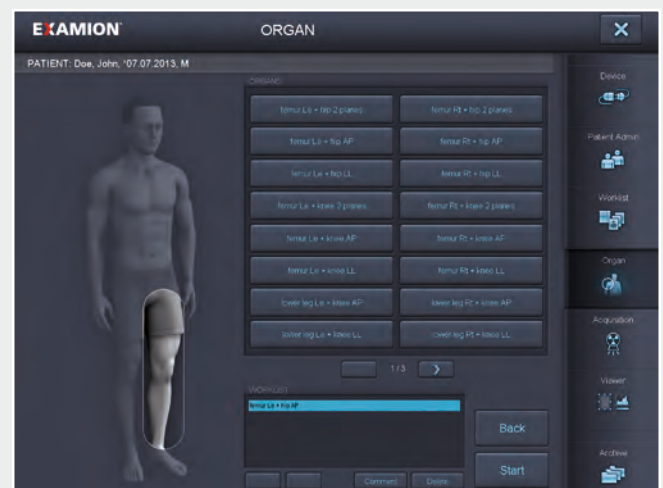 EXAMION ORGAN
PATIENT: Doe, John, *07.07.2013, M
ORGANS
femur Le + hip 2 planes femur Rt + hip 2 planes
femur Le + hip AP femur Rt + hip AP
femur Le + hip LL femur Rt + hip LL
femur Le + knee 2 planes femur Rt + knee 2 planes
femur Le + knee AP femur Rt + knee AP
femur Le + knee LL femur Rt + knee LL
lower leg Le + knee AP lower leg Rt + knee AP
lower leg Le + knee LL lower leg Rt + knee LL
1/3 >
WORKLIST
femur Le + hip AP
Comment Delete
Back
Start
Device
Patient Admin
Worklist
Organ
Acquisition
Viewer
Archive